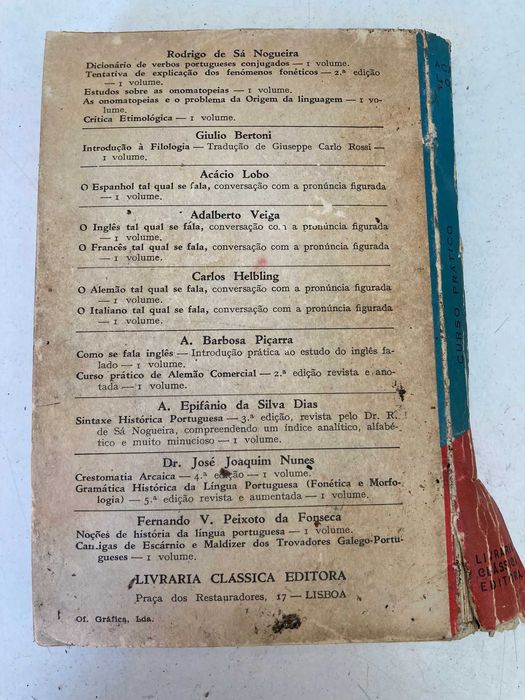 Rodrigo de Sá Nogueira
Dicionário de verbos portugueses conjugados — 1 volume.
Tentativa de explicação dos fenómenos fonéticos — 2.ª edição
— 1 volume.
Estudos sobre as onomatopeias — 1 volume.
As onomatopeias e o problema da Origem da linguagem — 1 vo-
lume.
Crítica Etimológica — 1 volume.
Giulio Bertoni
Introdução à Filologia — Tradução de Giuseppe Carlo Rossi —
— 1 volume.
Acácio Lobo
O Espanhol tal qual se fala, conversação com a pronúncia figurada
— 1 volume.
Adalberto Veiga
O Inglês tal qual se fala, conversação com a pronúncia figurada
— 1 volume.
O Francês tal qual se fala, conversação com a pronúncia figurada
— 1 volume.
Carlos Helbling
O Alemão tal qual se fala, conversação com a pronúncia figurada
— 1 volume.
O Italiano tal qual se fala, conversação com a pronúncia figurada
— 1 volume.
A. Barbosa Piçarra
Como se fala inglês — Introdução prática ao estudo do inglês fa-
lado — 1 volume.
Curso prático de Alemão Comercial — 2.ª edição revista e ano-
tada — 1 volume.
A. Epifânio da Silva Dias
Sintaxe Histórica Portuguesa — 3.ª edição, revista pelo Dr. R.
de Sá Nogueira, compreendendo um índice analítico, alfabé-
tico e muito minucioso — 1 volume.
Dr. José Joaquim Nunes
Crestomatia Arcaica — 4.ª edição — 1 volume.
Gramática Histórica da Língua Portuguesa (Fonética e Morfo-
logia) — 5.ª edição revista e aumentada — 1 volume.
Fernando V. Peixoto da Fonseca
Noções de história da língua portuguesa — 1 volume.
Cantigas de Escárnio e Maldizer dos Trovadores Galego-Portu-
gueses — 1 volume.
LIVRARIA CLÁSSICA EDITORA
Praça dos Restauradores, 17 — LISBOA
Of. Gráfica, Lda.
CURSO PRÁTICO
LIVRARIA
CLÁSSICA
EDITORA